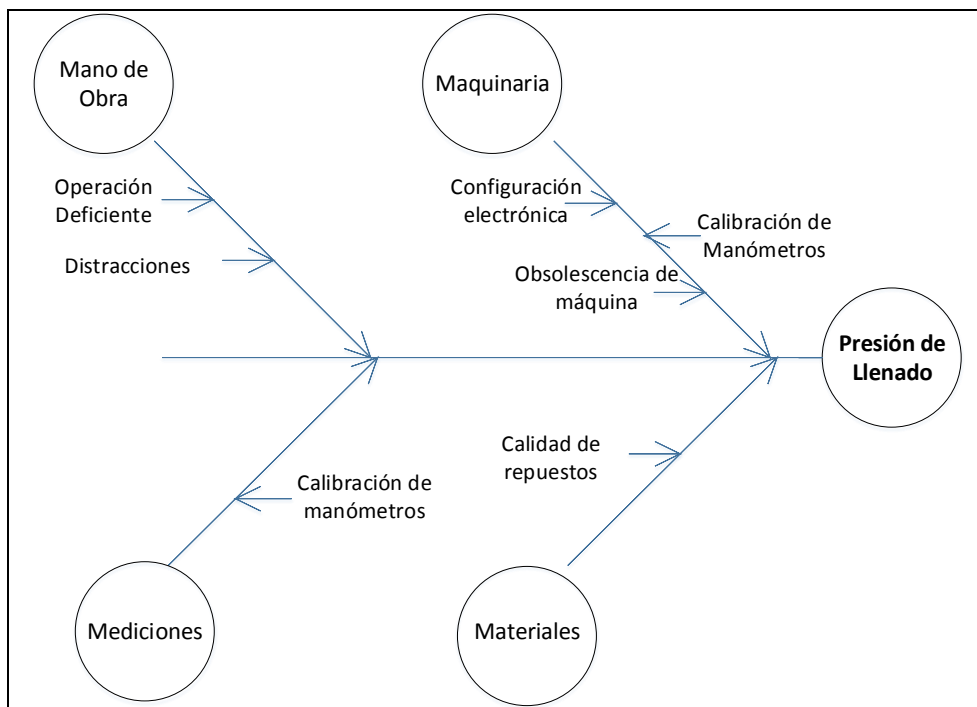 Mano de
Obra
Maquinaria
Operación
Deficiente
Configuración
electrónica
Calibración de
Manómetros
Distracciones
Obsolescencia de
máquina
Presión de
Llenado
Calidad de
repuestos
Calibración de
manómetros
Mediciones
Materiales